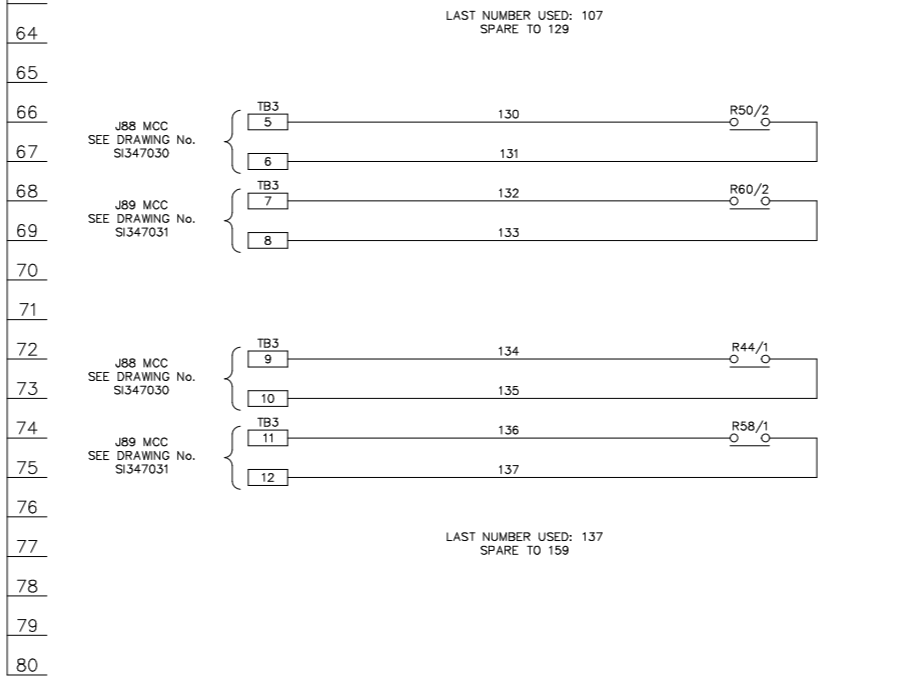 LAST NUMBER USED: 107
SPARE TO 129
64
65
66
J88 MCC
SEE DRAWING No.
SI347030
TB3
5
130
R50/2
67
6
131
68
J89 MCC
SEE DRAWING No.
SI347031
TB3
7
132
R60/2
69
8
133
70
71
72
J88 MCC
SEE DRAWING No.
SI347030
TB3
9
134
R44/1
73
10
135
74
J89 MCC
SEE DRAWING No.
SI347031
TB3
11
136
R58/1
75
12
137
76
LAST NUMBER USED: 137
SPARE TO 159
77
78
79
80